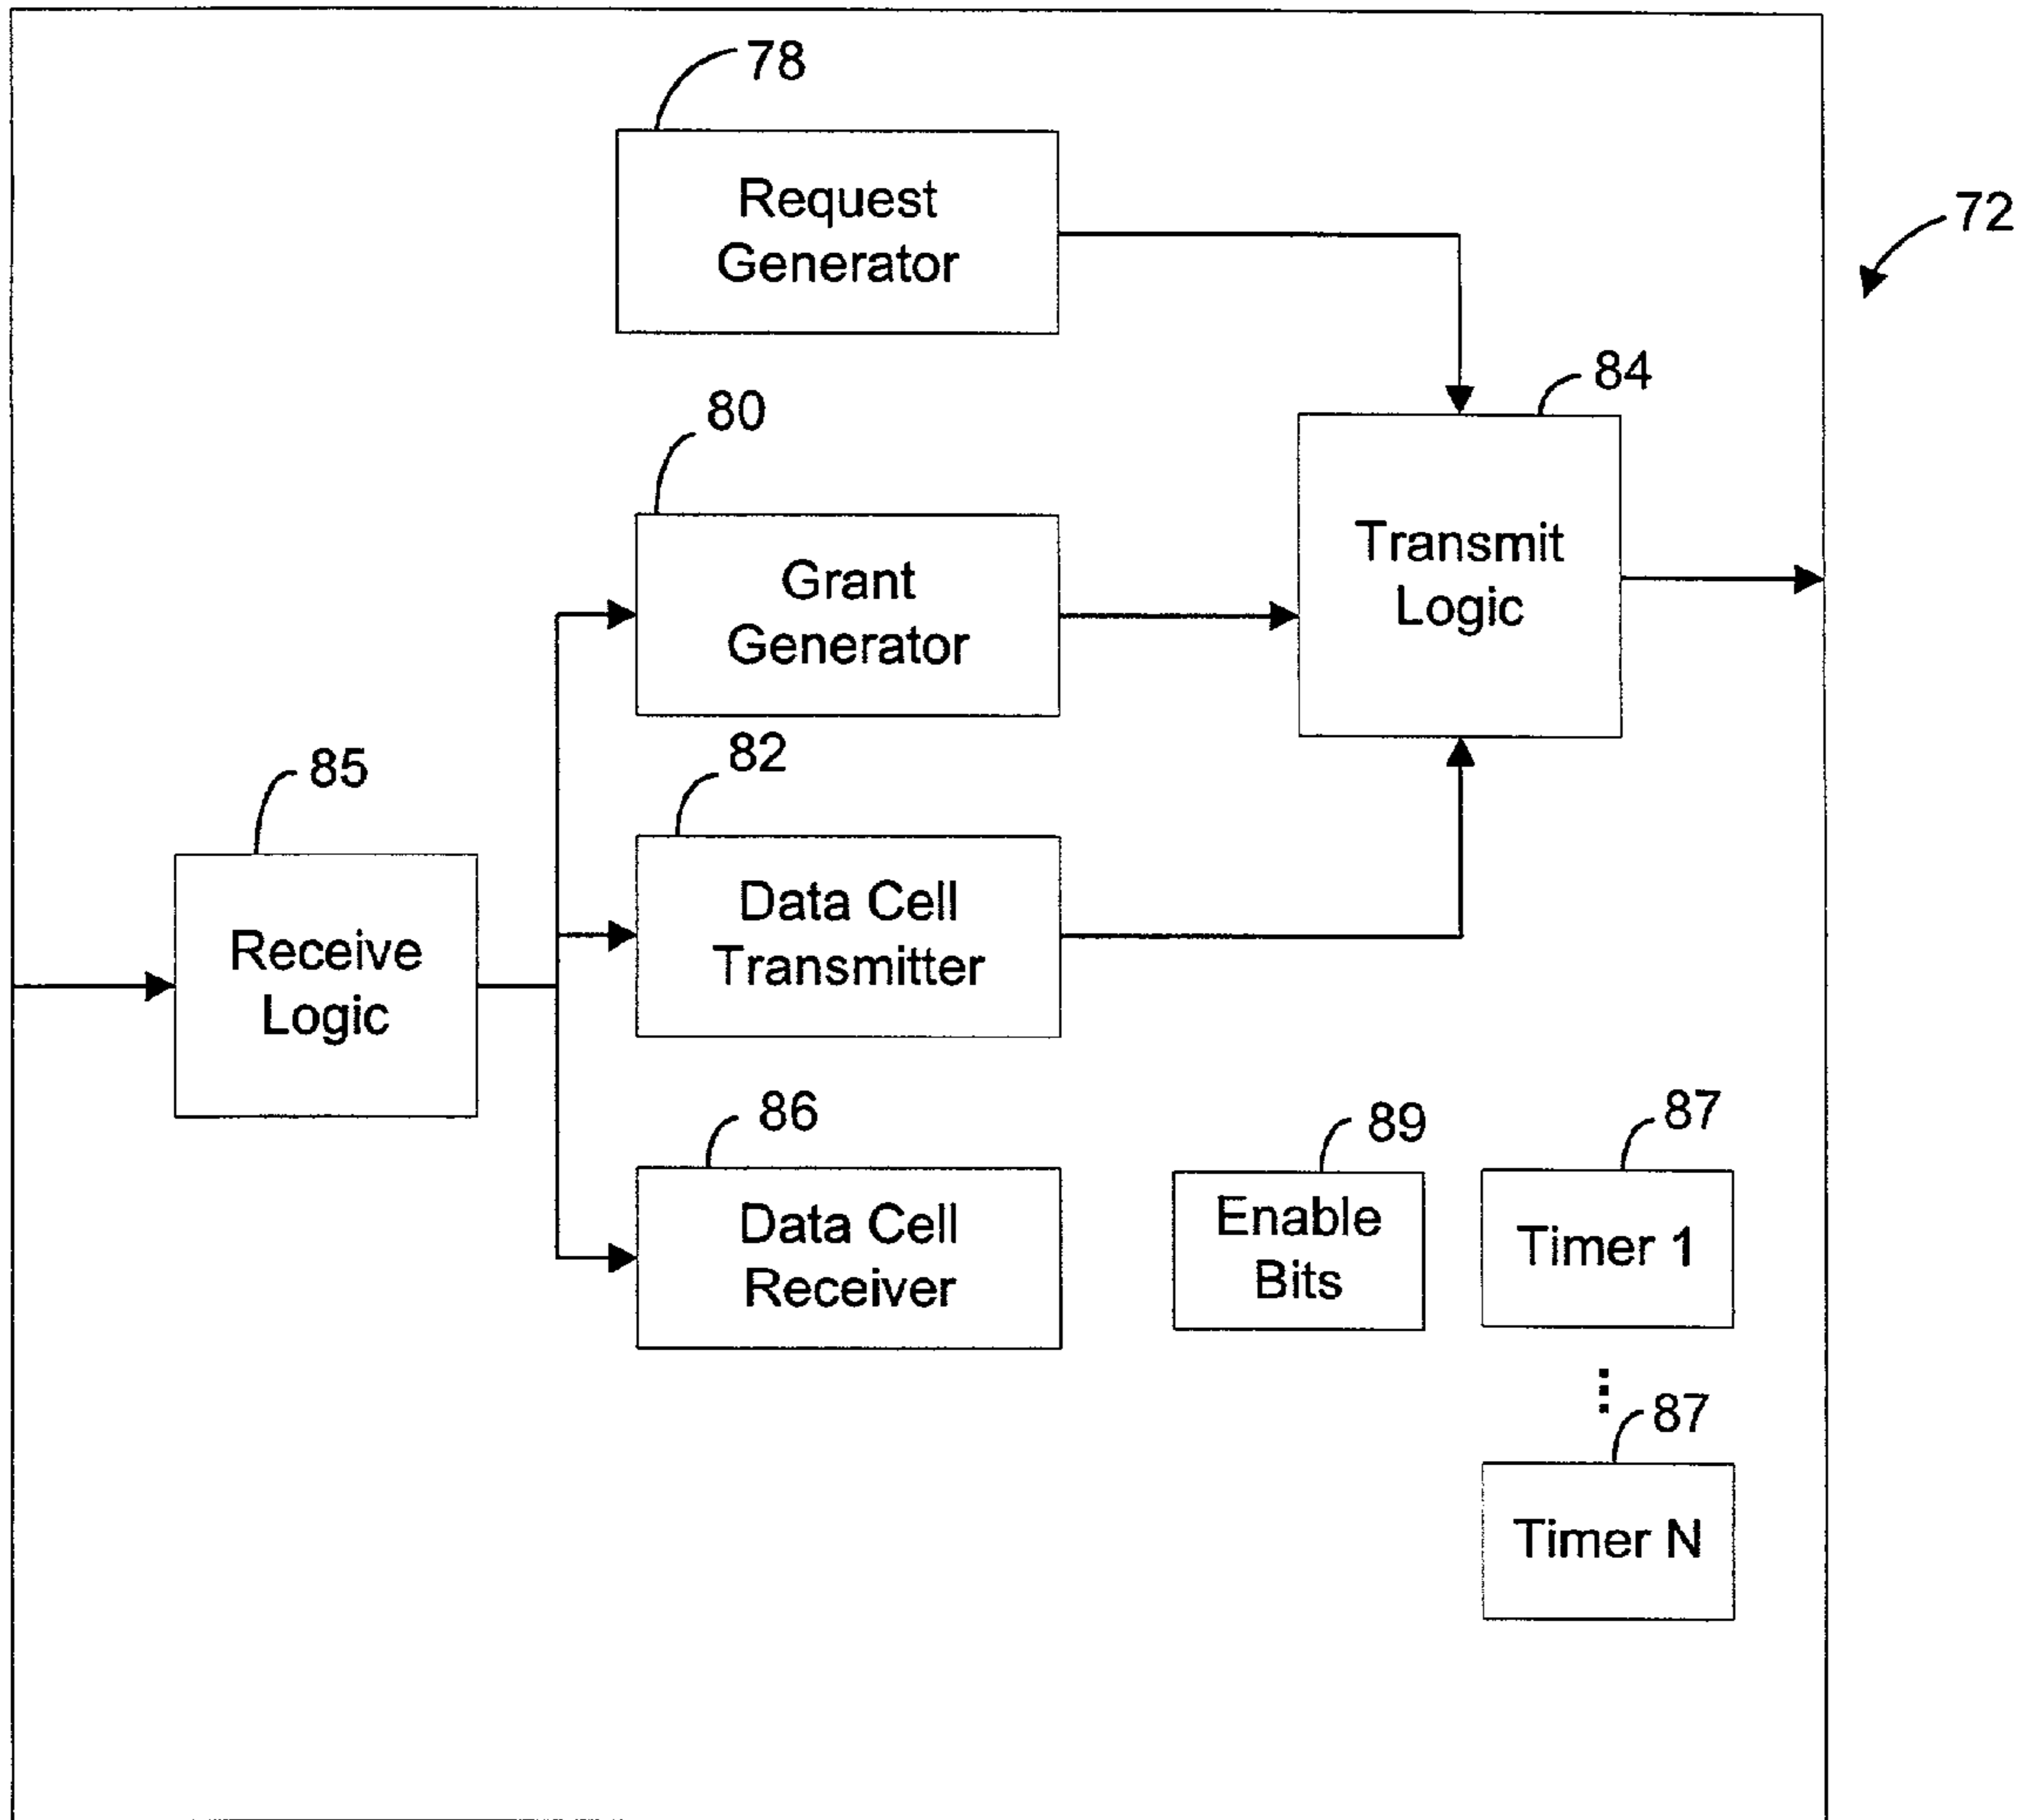 78
Request
Generator
72
84
80
Transmit
Logic
Grant
Generator
82
85
Data Cell
Transmitter
Receive
Logic
86
89
87
Data Cell
Receiver
Enable
Bits
Timer 1
87
Timer N